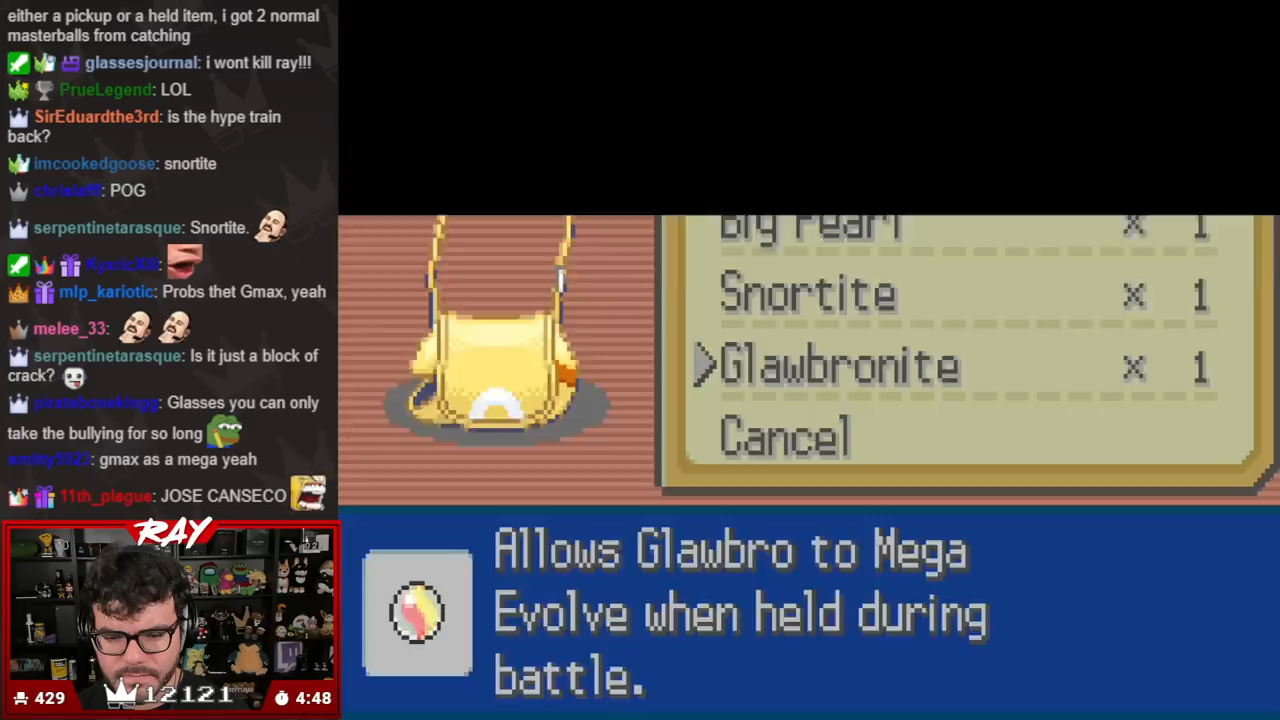 either a pickup or a held item, i got 2 normal
masterballs from catching
glassesjournal: i wont kill ray!!!
PrueLegend: LOL
SirEduardthe3rd: is the hype train
back?
imcookedgoose: snortite
: POG
serpentinetarasque: Snortite.
KyxricXIII:
mlp_kariotic: Probs thet Gmax, yeah
melee_33:
serpentinetarasque: Is it just a block of
crack?
piratebonekingg: Glasses you can only
take the bullying for so long
smitty5923: gmax as a mega yeah
11th_plague: JOSE CANSECO
RAY
429
12121
4:48
Big Pearl × 1
Snortite × 1
Glawbronite × 1
Cancel
Allows Glawbro to Mega
Evolve when held during
battle.